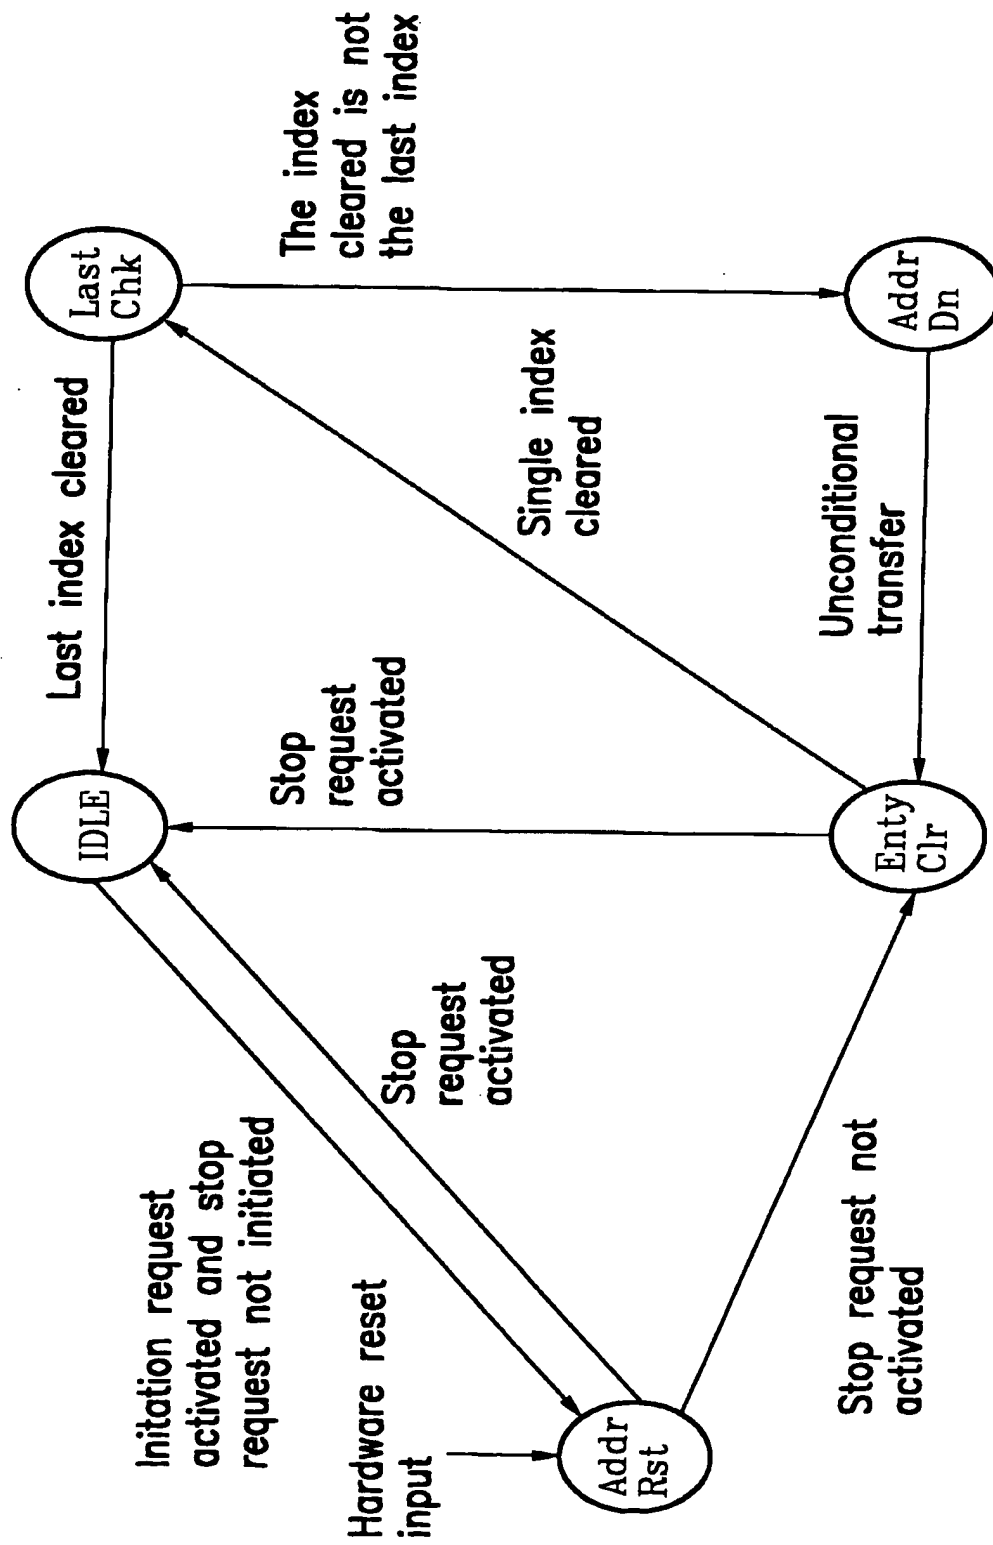 Initation request
activated and stop
request not initiated
Hardware reset
input
Addr
Rst
Stop
request
activated
Stop request not
activated
IDLE
Stop
request
activated
Enty
Clr
Last index cleared
Single index
cleared
Unconditional
transfer
Last
Chk
The index
cleared is not
the last index
Addr
Dn